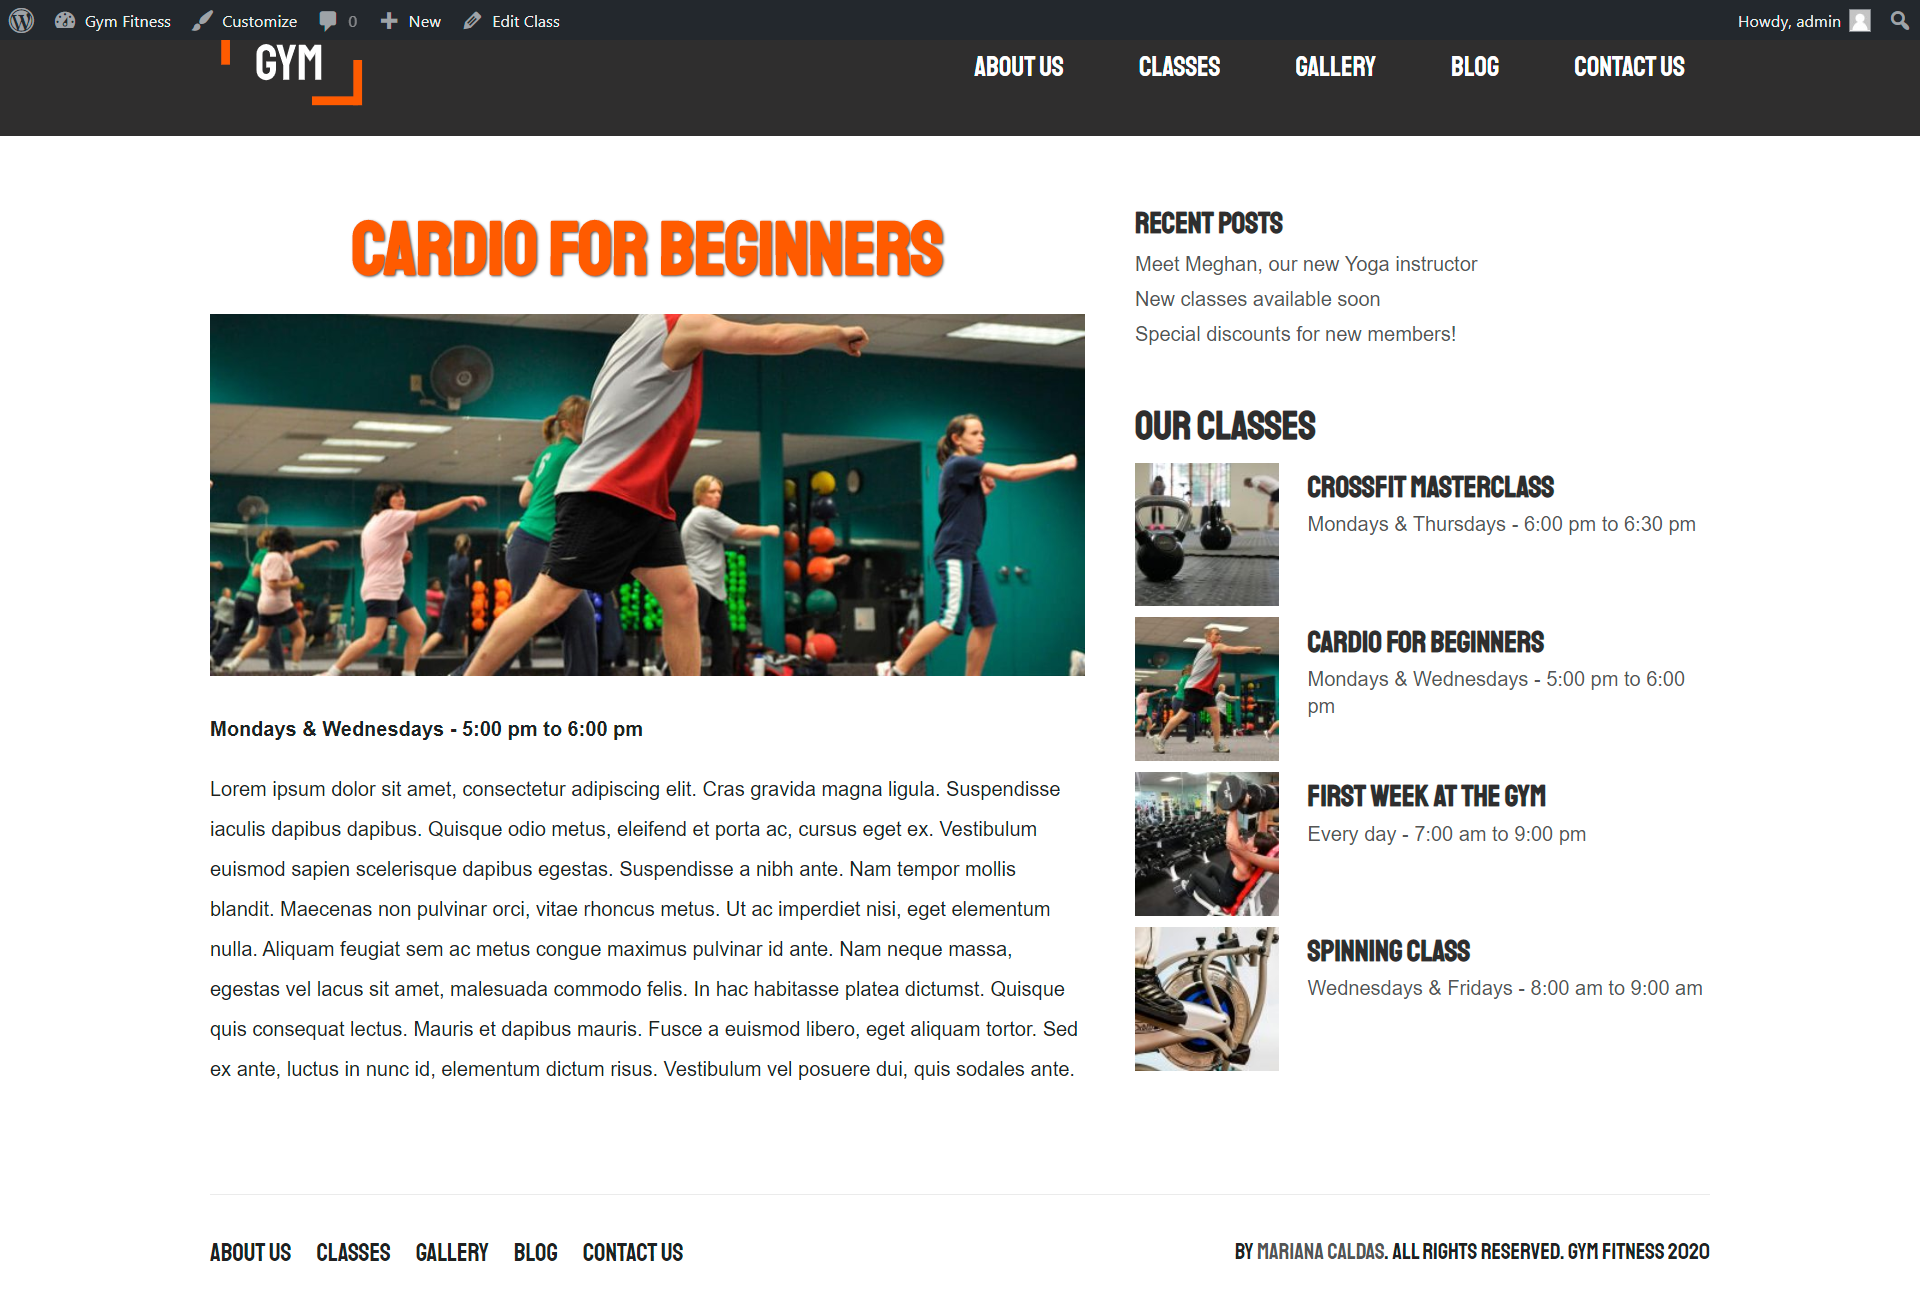 Gym Fitness Customize 0 New Edit Class Howdy, admin
GYM
ABOUT US CLASSES GALLERY BLOG CONTACT US
CARDIO FOR BEGINNERS
Mondays & Wednesdays - 5:00 pm to 6:00 pm
Lorem ipsum dolor sit amet, consectetur adipiscing elit. Cras gravida magna ligula. Suspendisse
iaculis dapibus dapibus. Quisque odio metus, eleifend et porta ac, cursus eget ex. Vestibulum
euismod sapien scelerisque dapibus egestas. Suspendisse a nibh ante. Nam tempor mollis
blandit. Maecenas non pulvinar orci, vitae rhoncus metus. Ut ac imperdiet nisi, eget elementum
nulla. Aliquam feugiat sem ac metus congue maximus pulvinar id ante. Nam neque massa,
egestas vel lacus sit amet, malesuada commodo felis. In hac habitasse platea dictumst. Quisque
quis consequat lectus. Mauris et dapibus mauris. Fusce a euismod libero, eget aliquam tortor. Sed
ex ante, luctus in nunc id, elementum dictum risus. Vestibulum vel posuere dui, quis sodales ante.
RECENT POSTS
Meet Meghan, our new Yoga instructor
New classes available soon
Special discounts for new members!
OUR CLASSES
CROSSFIT MASTERCLASS
Mondays & Thursdays - 6:00 pm to 6:30 pm
CARDIO FOR BEGINNERS
Mondays & Wednesdays - 5:00 pm to 6:00
pm
FIRST WEEK AT THE GYM
Every day - 7:00 am to 9:00 pm
SPINNING CLASS
Wednesdays & Fridays - 8:00 am to 9:00 am
ABOUT US CLASSES GALLERY BLOG CONTACT US
BY MARIANA CALDAS. ALL RIGHTS RESERVED. GYM FITNESS 2020